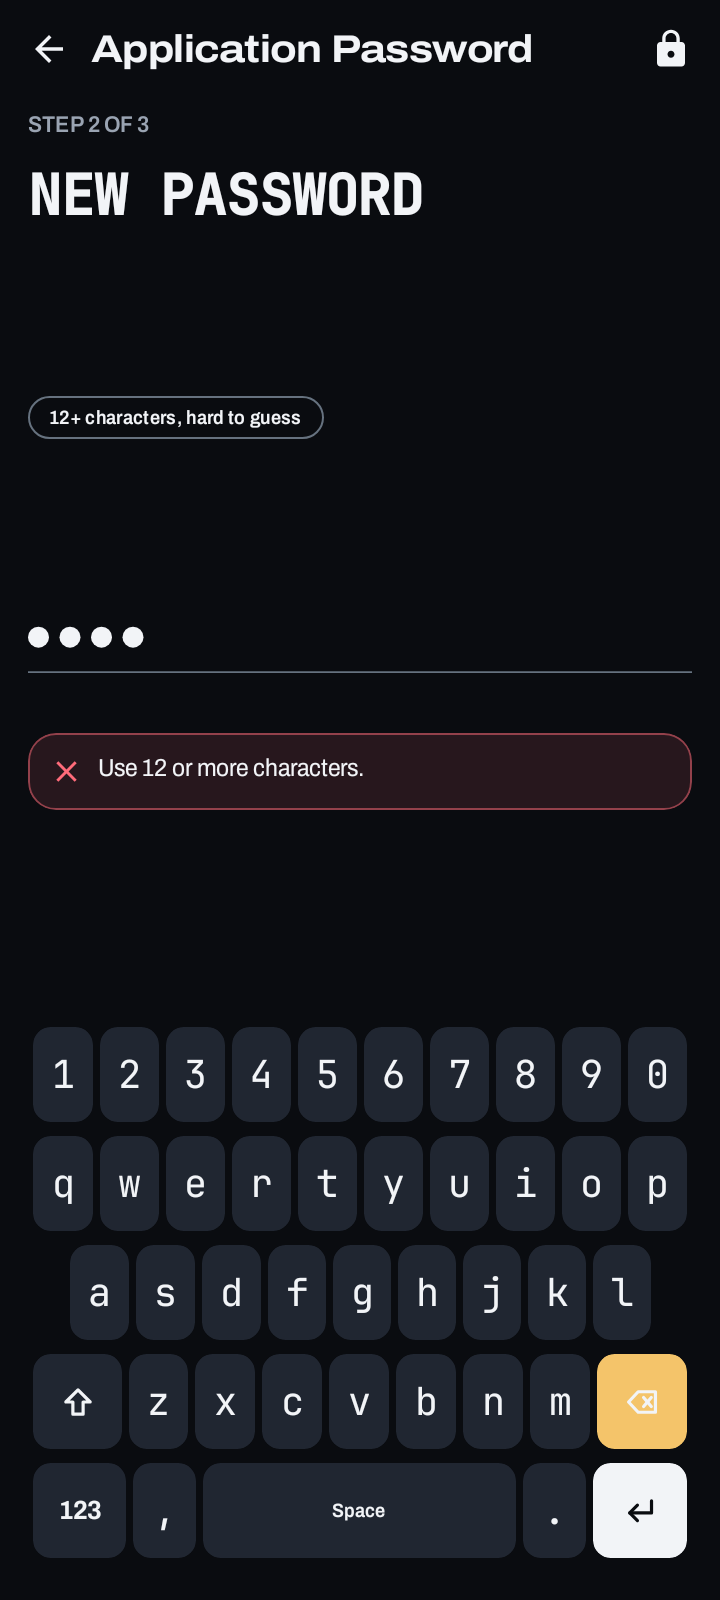 Application Password
STEP 2 OF 3
NEW PASSWORD
12+ characters, hard to guess
Use 12 or more characters.
1 2 3 4 5 6 7 8 9 0
q w e r t y u i o p
a s d f g h j k l
z x c v b n m
123 , Space .